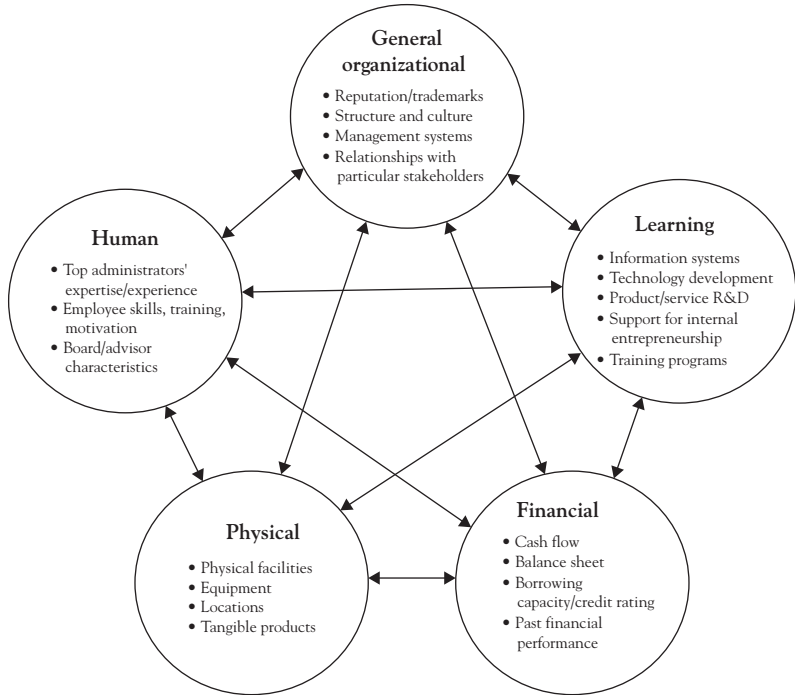 General
organizational
• Reputation/trademarks
• Structure and culture
• Management systems
• Relationships with
particular stakeholders
Human
• Top administrators'
expertise/experience
• Employee skills, training,
motivation
• Board/advisor
characteristics
Learning
• Information systems
• Technology development
• Product/service R&D
• Support for internal
entrepreneurship
• Training programs
Physical
• Physical facilities
• Equipment
• Locations
• Tangible products
Financial
• Cash flow
• Balance sheet
• Borrowing
capacity/credit rating
• Past financial
performance